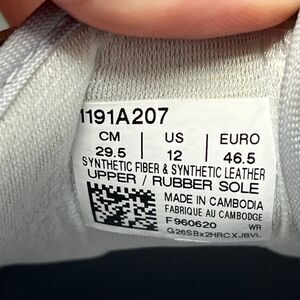 1191A207
CM | US | EURO
29.5 | 12 | 46.5
SYNTHETIC FIBER & SYNTHETIC LEATHER
UPPER / RUBBER SOLE
MADE IN CAMBODIA
FABRIQUE AU CAMBODGE
F960620 WR
G26SBx2HRCXJBVL